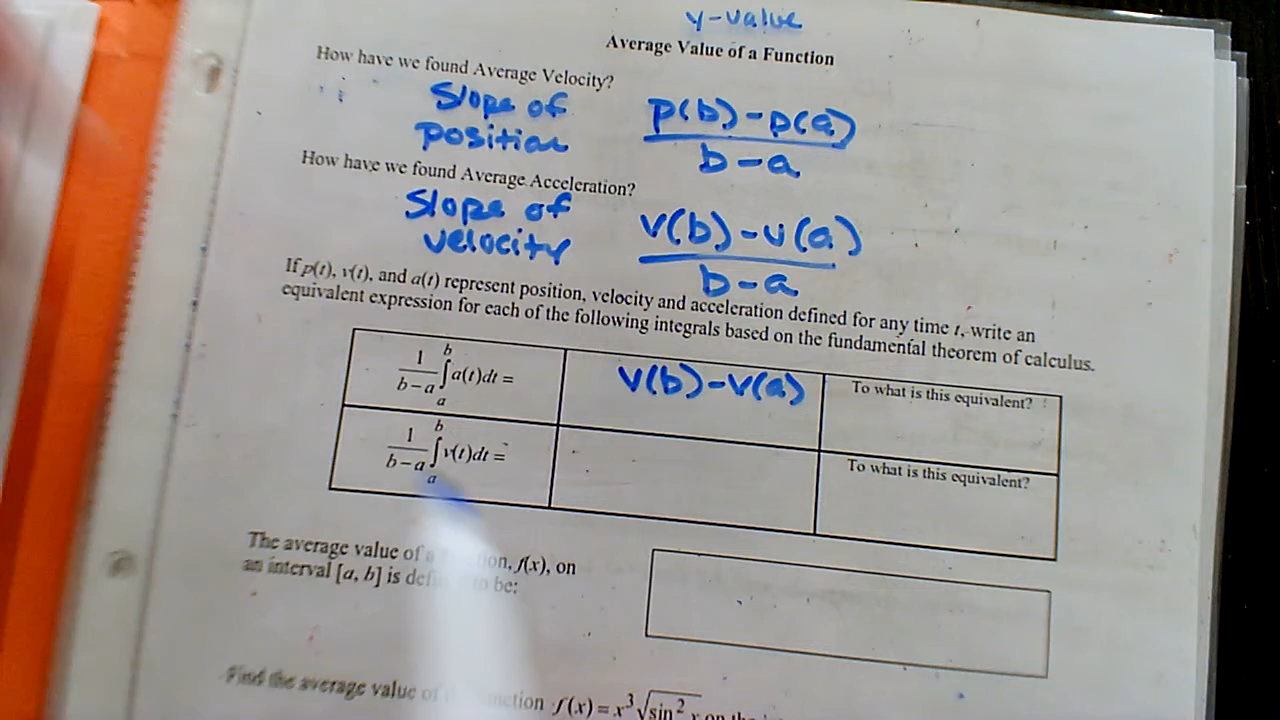 y-value
Average Value of a Function
How have we found Average Velocity?
Slope of position
p(b)-p(a) / b-a
How have we found Average Acceleration?
Slope of velocity
v(b)-v(a) / b-a
If p(t), v(t), and a(t) represent position, velocity and acceleration defined for any time t, write an
equivalent expression for each of the following integrals based on the fundamental theorem of calculus.
1/(b-a) ∫_a^b a(t)dt =
v(b)-v(a)
To what is this equivalent?
1/(b-a) ∫_a^b v(t)dt =
To what is this equivalent?
The average value of a f(x), on
an interval [a, b] is be:
Find the average value of f(x) = x³√sin² x on the